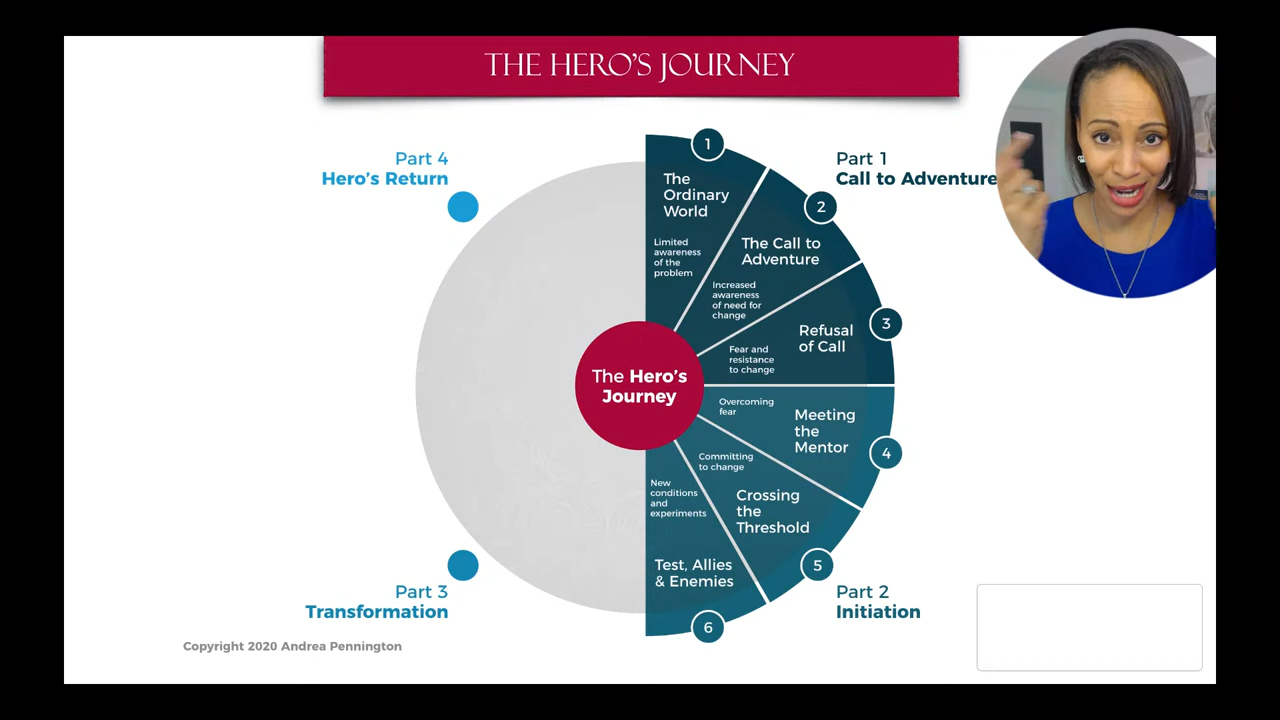 THE HERO'S JOURNEY
Part 4
Hero's Return
Part 1
Call to Adventure
1
The
Ordinary
World
Limited
awareness
of the
problem
2
The Call to
Adventure
Increased
awareness
of need for
change
3
Refusal
of Call
Fear and
resistance
to change
The Hero's
Journey
4
Meeting
the
Mentor
Overcoming
fear
5
Crossing
the
Threshold
Committing
to change
6
Test, Allies
& Enemies
New
conditions
and
experiments
Part 3
Transformation
Part 2
Initiation
Copyright 2020 Andrea Pennington